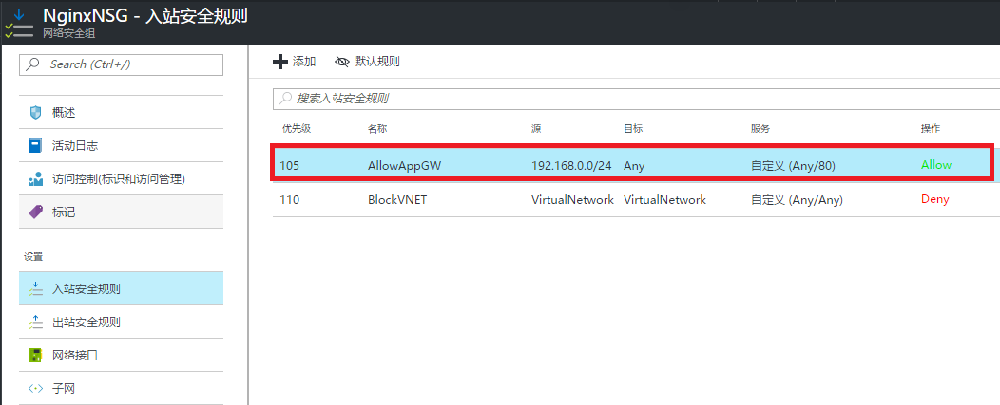 NginxNSG - 入站安全规则
网络安全组
Search (Ctrl+/)
概述
活动日志
访问控制(标识和访问管理)
标记
设置
入站安全规则
出站安全规则
网络接口
子网
添加 默认规则
搜索入站安全规则
优先级 名称 源 目标 服务 操作
105 AllowAppGW 192.168.0.0/24 Any 自定义 (Any/80) Allow
110 BlockVNET VirtualNetwork VirtualNetwork 自定义 (Any/Any) Deny